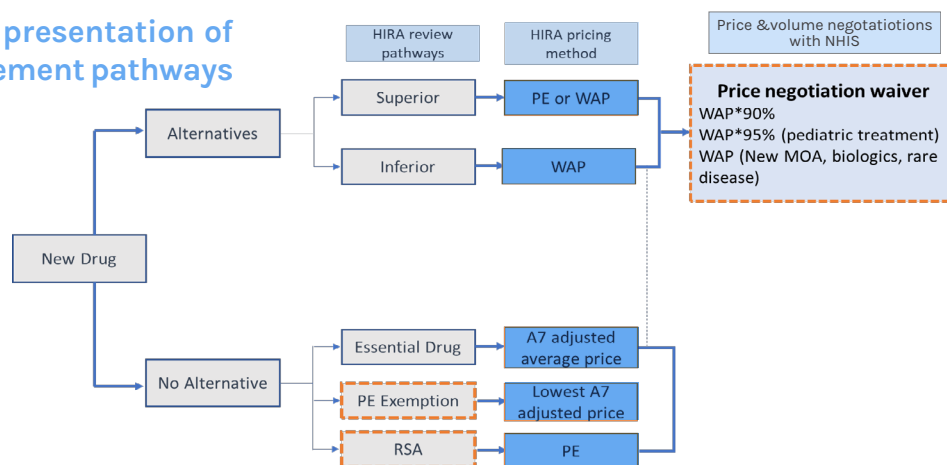 presentation of
ement pathways
HIRA review
pathways
HIRA pricing
method
Price &volume negotatiotions
with NHIS
Superior
PE or WAP
Price negotiation waiver
WAP*90%
WAP*95% (pediatric treatment)
WAP (New MOA, biologics, rare
disease)
Alternatives
Inferior
WAP
New Drug
Essential Drug
A7 adjusted
average price
No Alternative
PE Exemption
Lowest A7
adjusted price
RSA
PE